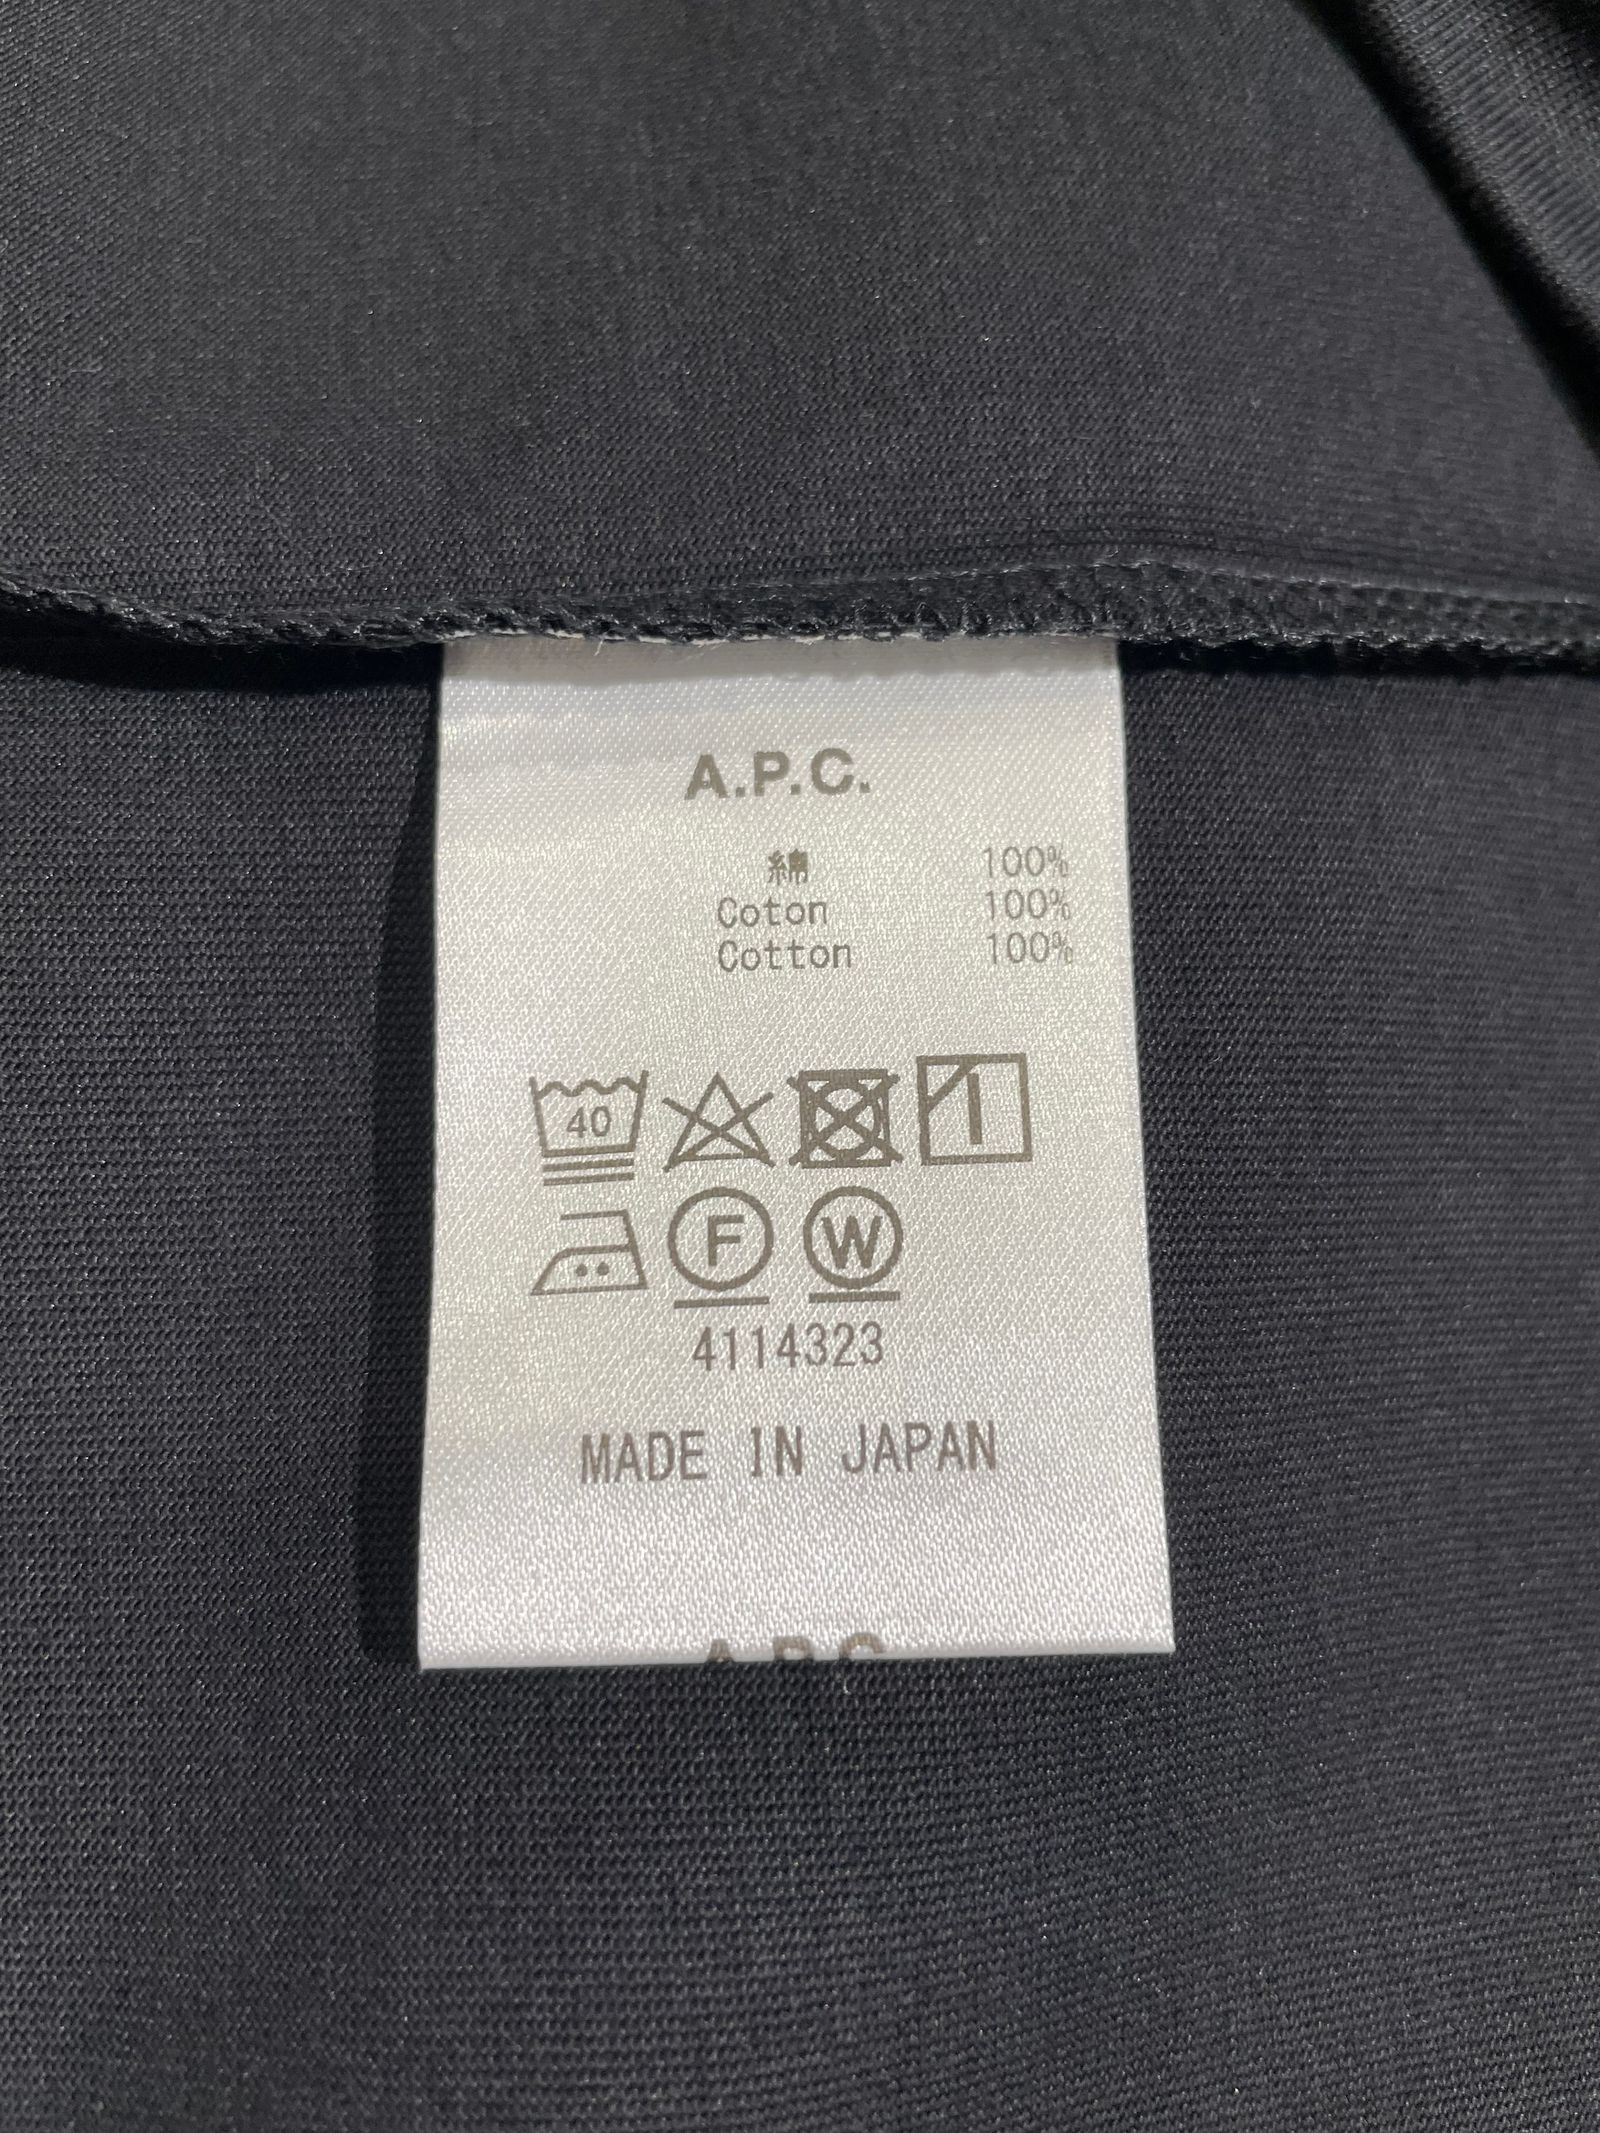 A.P.C.
綿 100%
Coton 100%
Cotton 100%
40
F W
4114323
MADE IN JAPAN
A.P.C